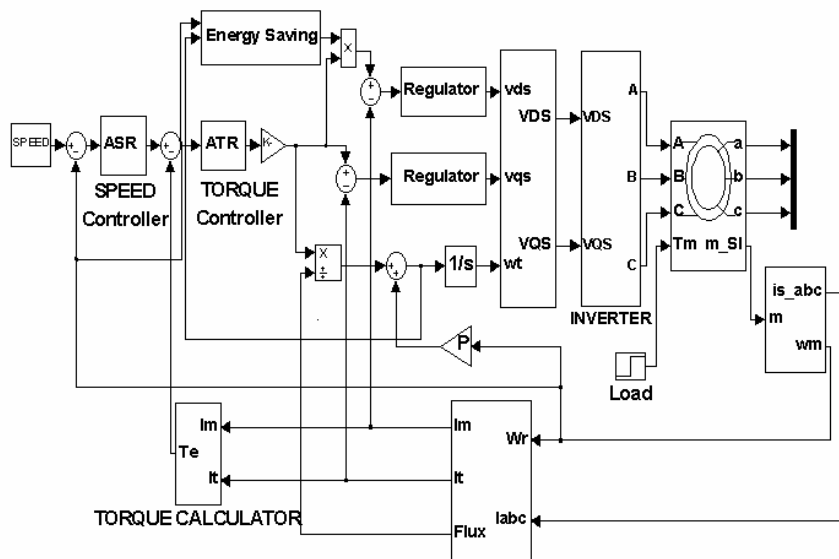 Energy Saving
X
Regulator
vds
VDS
VDS
A
A
a
SPEED
ASR
ATR
K-
SPEED
Controller
TORQUE
Controller
Regulator
vqs
B
B
b
C
c
VQS
VQS
Tm
m_SI
X
÷
1/s
wt
C
INVERTER
is_abc
m
wm
P
Load
Im
Te
It
Im
Wr
It
Iabc
Flux
TORQUE CALCULATOR